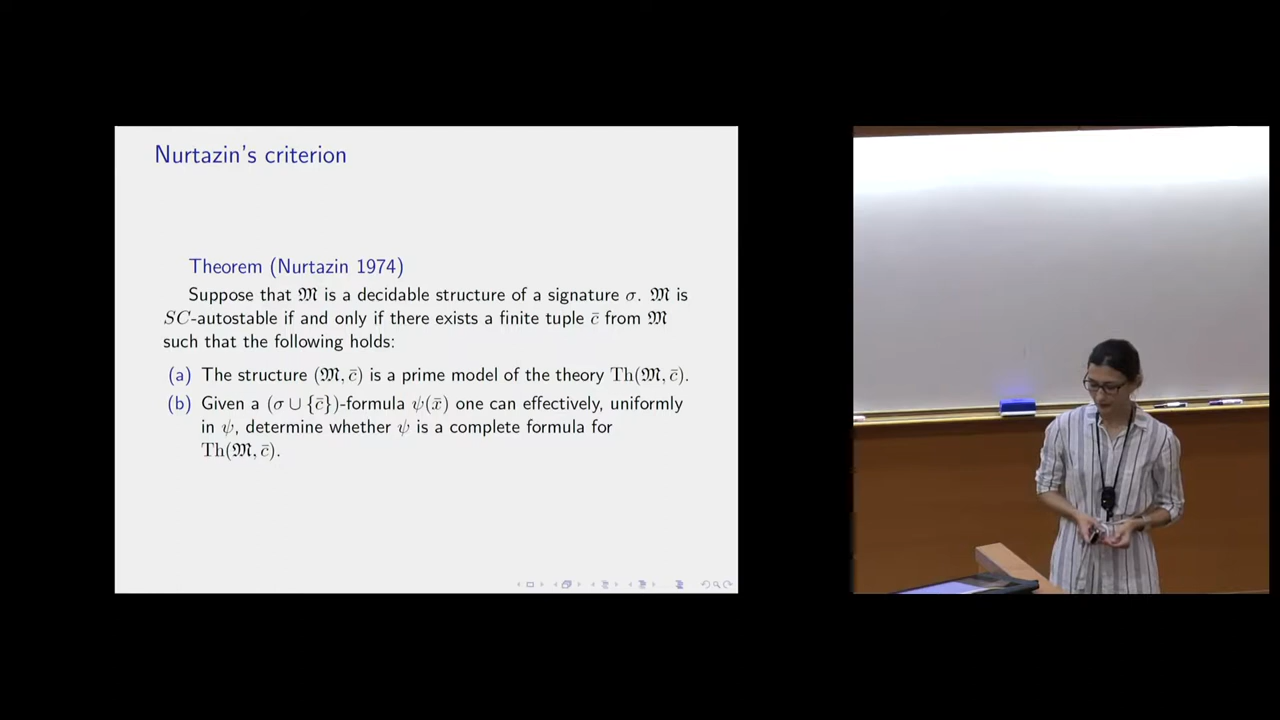 Nurtazin's criterion
Theorem (Nurtazin 1974)
Suppose that 𝔐 is a decidable structure of a signature σ. 𝔐 is
SC-autostable if and only if there exists a finite tuple c̄ from 𝔐
such that the following holds:
(a) The structure (𝔐, c̄) is a prime model of the theory Th(𝔐, c̄).
(b) Given a (σ ∪ {c̄})-formula ψ(x̄) one can effectively, uniformly
in ψ, determine whether ψ is a complete formula for
Th(𝔐, c̄).